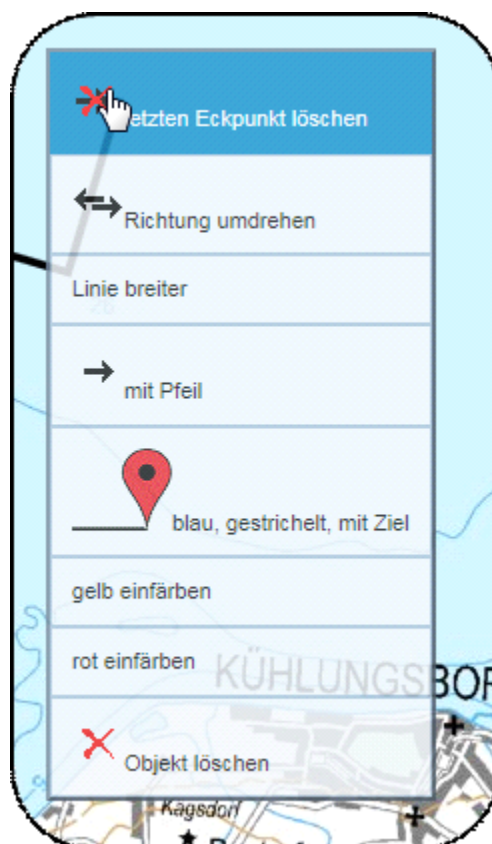 etzten Eckpunkt löschen
Richtung umdrehen
Linie breiter
mit Pfeil
blau, gestrichelt, mit Ziel
gelb einfärben
rot einfärben
KÜHLUNGSBOR
Objekt löschen
Kagsdorf